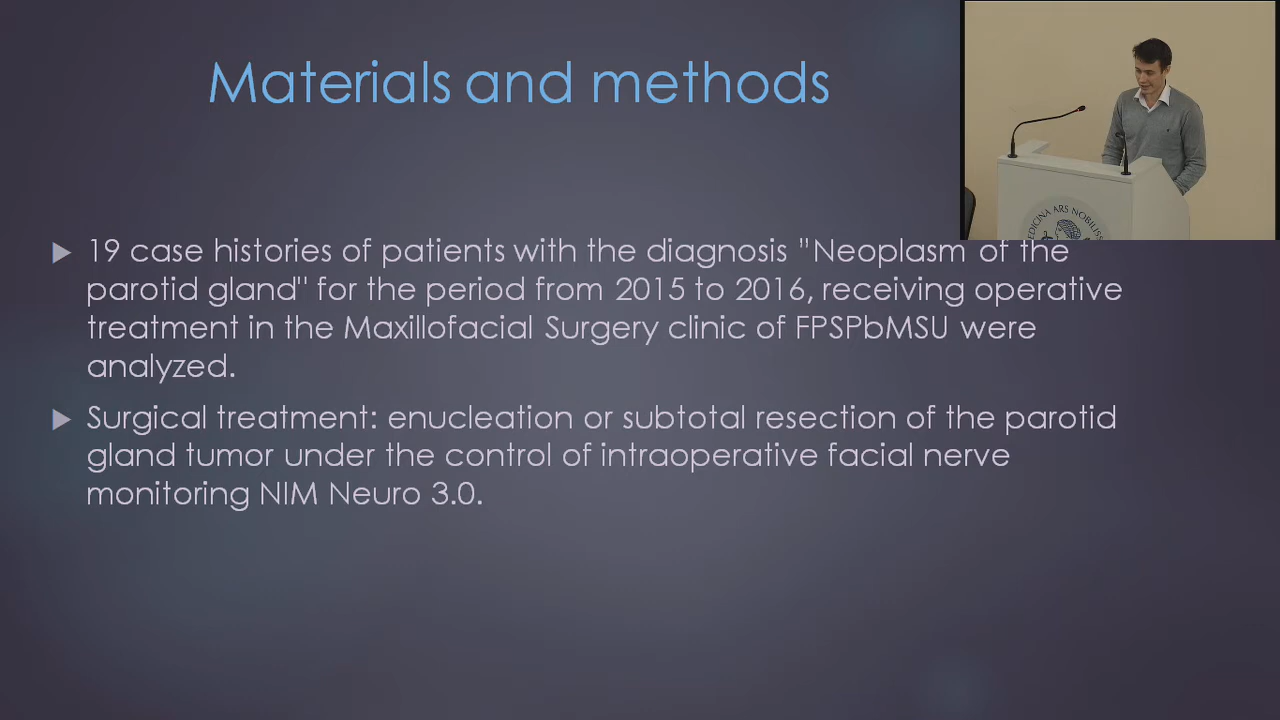 Materials and methods
MEDICINA ARS NOBILISS
19 case histories of patients with the diagnosis "Neoplasm of the
parotid gland" for the period from 2015 to 2016, receiving operative
treatment in the Maxillofacial Surgery clinic of FPSPbMSU were
analyzed.
Surgical treatment: enucleation or subtotal resection of the parotid
gland tumor under the control of intraoperative facial nerve
monitoring NIM Neuro 3.0.